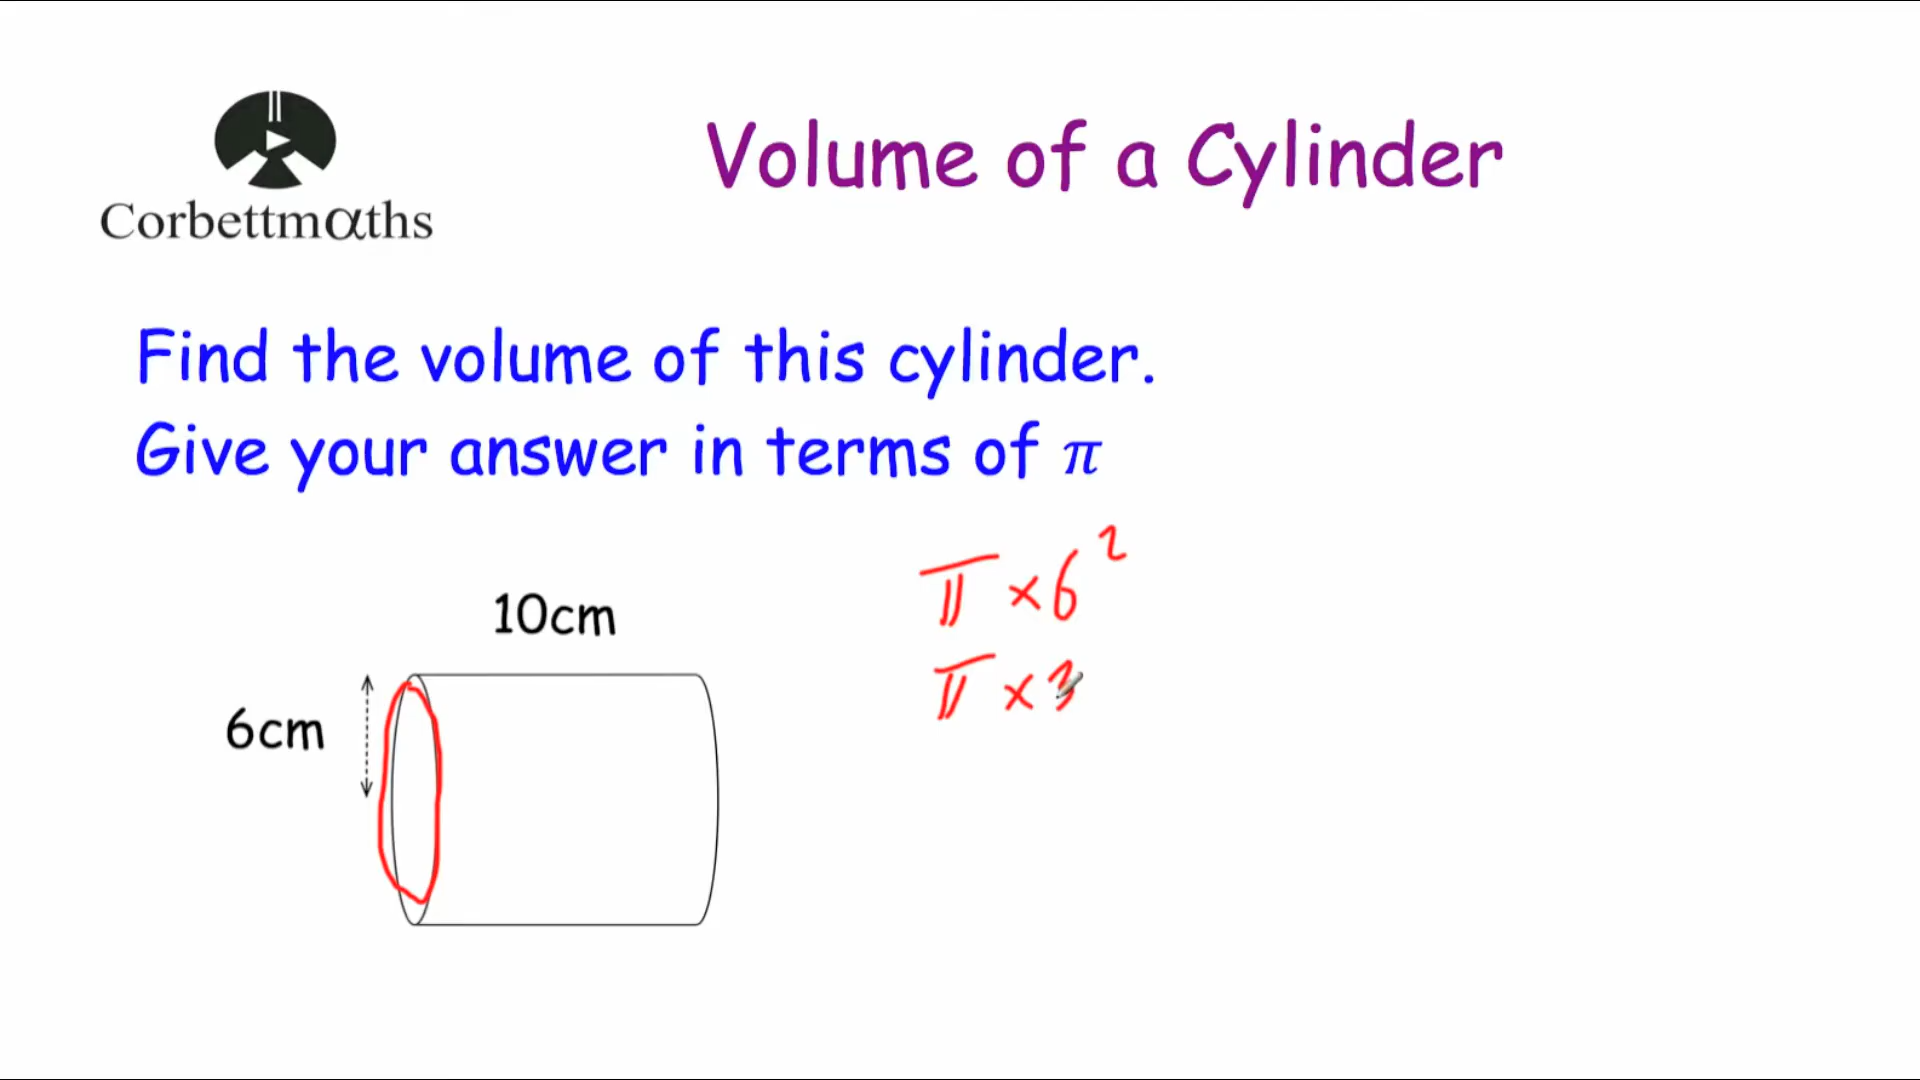 Corbettmαths
Volume of a Cylinder
Find the volume of this cylinder.
Give your answer in terms of π
10cm
6cm
π × 6²
π × 3